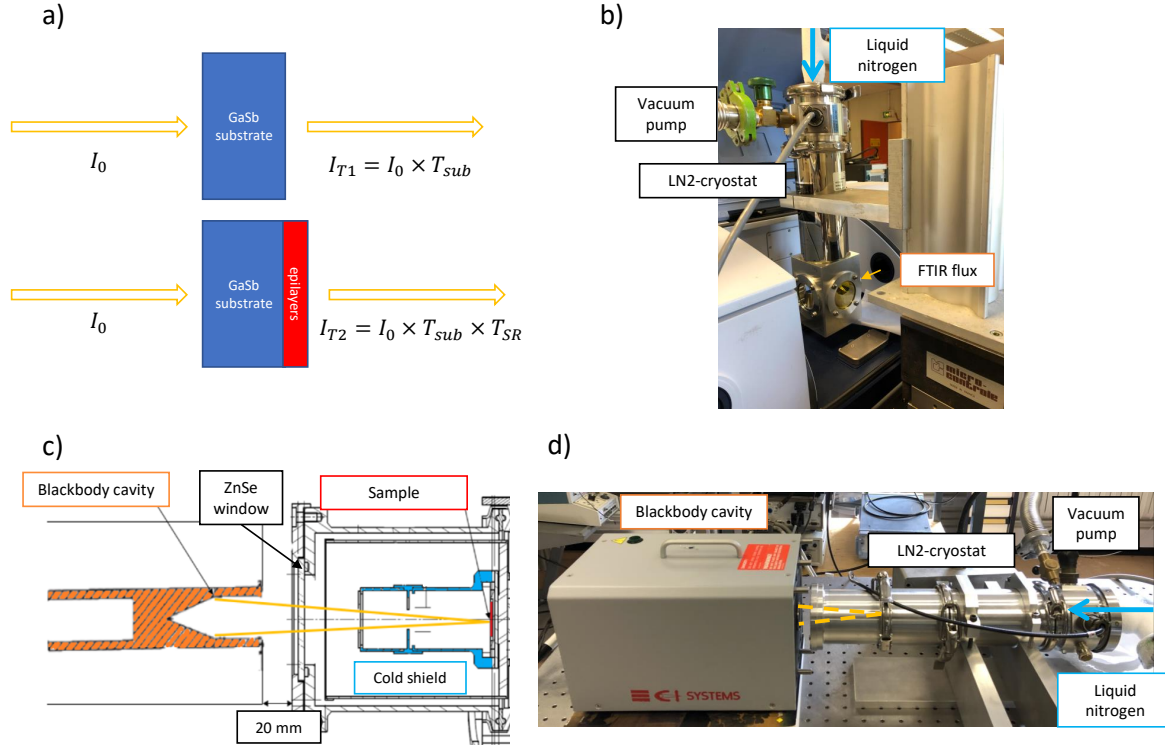 a)
GaSb
substrate
I_0
I_{T1} = I_0 × T_{sub}
GaSb
substrate
epilayers
I_0
I_{T2} = I_0 × T_{sub} × T_{SR}
b)
Liquid
nitrogen
Vacuum
pump
LN2-cryostat
FTIR flux
micro-
controle
c)
Blackbody cavity
ZnSe
window
Sample
Cold shield
20 mm
d)
Blackbody cavity
Vacuum
pump
LN2-cryostat
SYSTEMS
Liquid
nitrogen